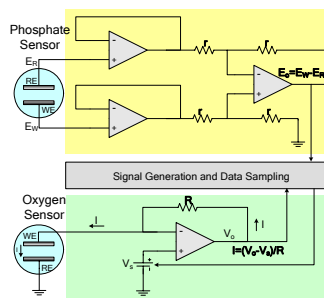 Phosphate
Sensor
E_R
RE
WE
E_W
-
+
-
+
r
r
-
+
r
r
E_o=E_W-E_R
Signal Generation and Data Sampling
Oxygen
Sensor
WE
I
RE
I
R
-
+
V_o
I
I=(V_o-V_s)/R
V_s
+